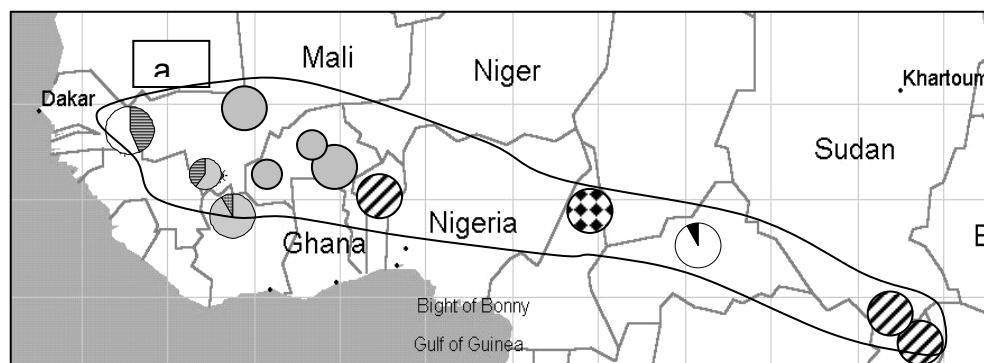 a
Mali
Niger
Khartoum
Dakar
Sudan
Nigeria
Ghana
E
Bight of Bonny
Gulf of Guinea